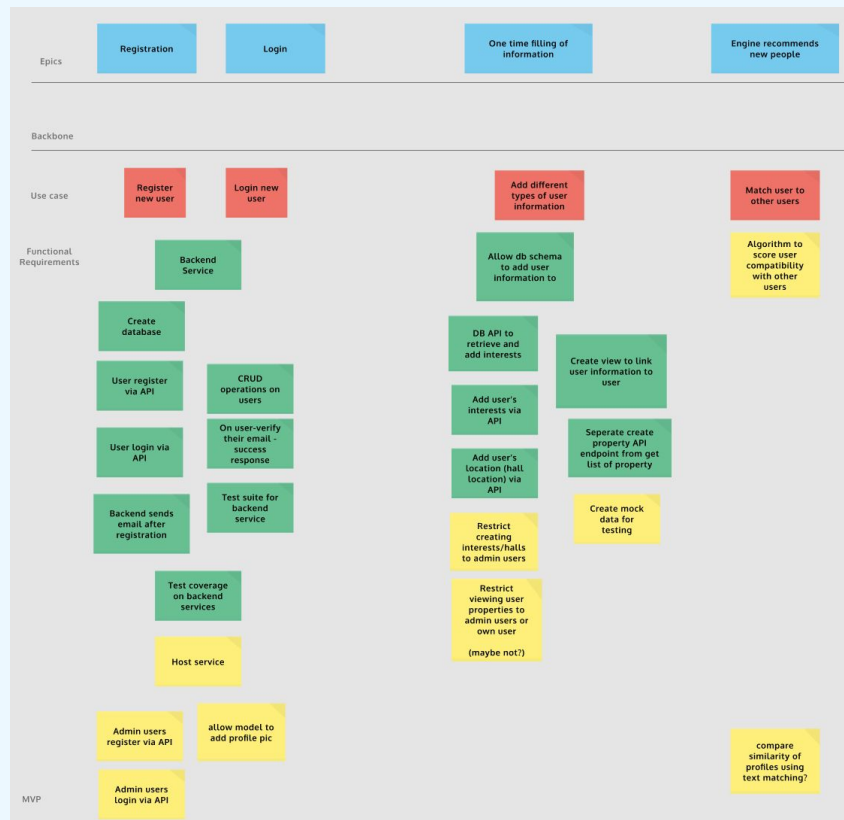 Epics
Registration
Login
One time filling of
information
Engine recommends
new people
Backbone
Use case
Register
new user
Login new
user
Add different
types of user
information
Match user to
other users
Functional
Requirements
Backend
Service
Create
database
User register
via API
CRUD
operations on
users
User login via
API
On user-verify
their email -
success
response
Backend sends
email after
registration
Test suite for
backend
service
Test coverage
on backend
services
Host service
Admin users
register via API
allow model to
add profile pic
Admin users
login via API
Allow db schema
to add user
information to
DB API to
retrieve and
add interests
Create view to link
user information to
user
Add user's
interests via
API
Seperate create
property API
endpoint from get
list of property
Add user's
location (hall
location) via
API
Create mock
data for
testing
Restrict
creating
interests/halls
to admin users
Restrict
viewing user
properties to
admin users or
own user
(maybe not?)
Algorithm to
score user
compatibility
with other
users
compare
similarity of
profiles using
text matching?
MVP